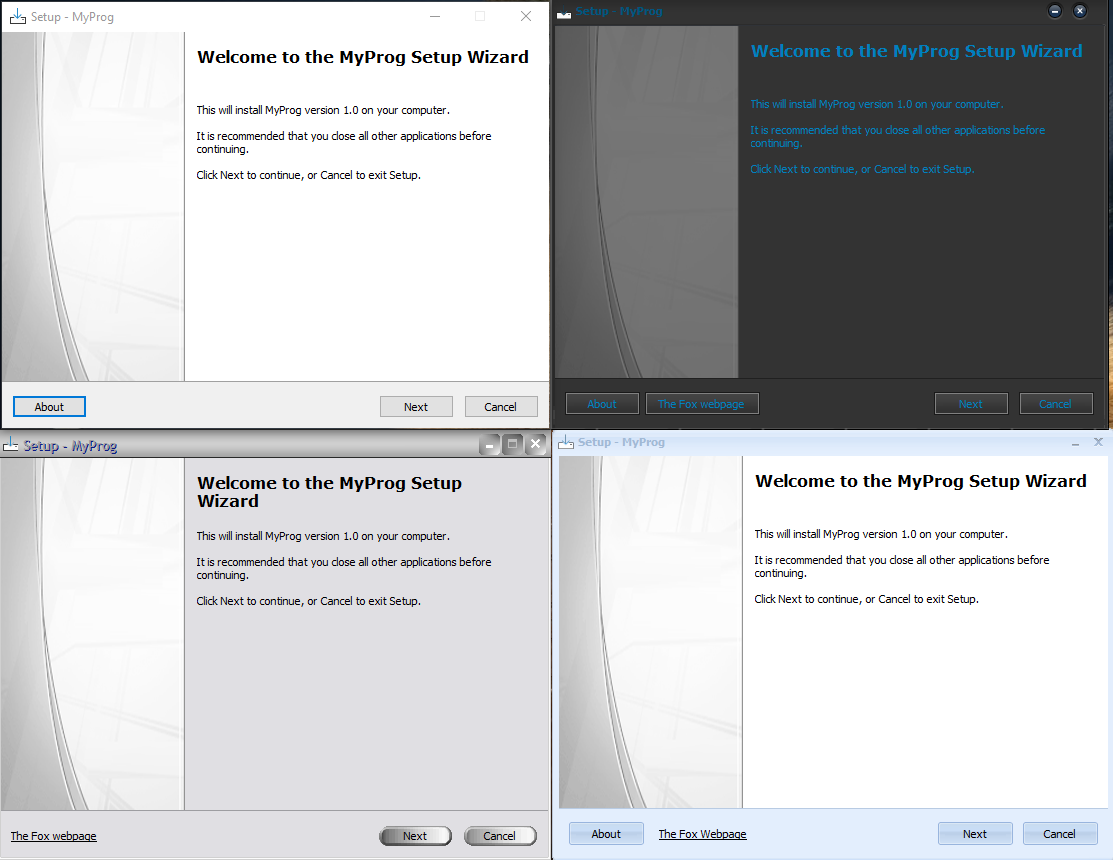 Setup - MyProg
Welcome to the MyProg Setup Wizard
This will install MyProg version 1.0 on your computer.
It is recommended that you close all other applications before
continuing.
Click Next to continue, or Cancel to exit Setup.
About
Next
Cancel
Setup - MyProg
Welcome to the MyProg Setup Wizard
This will install MyProg version 1.0 on your computer.
It is recommended that you close all other applications before
continuing.
Click Next to continue, or Cancel to exit Setup.
About
The Fox webpage
Next
Cancel
Setup - MyProg
Welcome to the MyProg Setup
Wizard
This will install MyProg version 1.0 on your computer.
It is recommended that you close all other applications before
continuing.
Click Next to continue, or Cancel to exit Setup.
The Fox webpage
Next
Cancel
Setup - MyProg
Welcome to the MyProg Setup Wizard
This will install MyProg version 1.0 on your computer.
It is recommended that you close all other applications before
continuing.
Click Next to continue, or Cancel to exit Setup.
About
The Fox Webpage
Next
Cancel